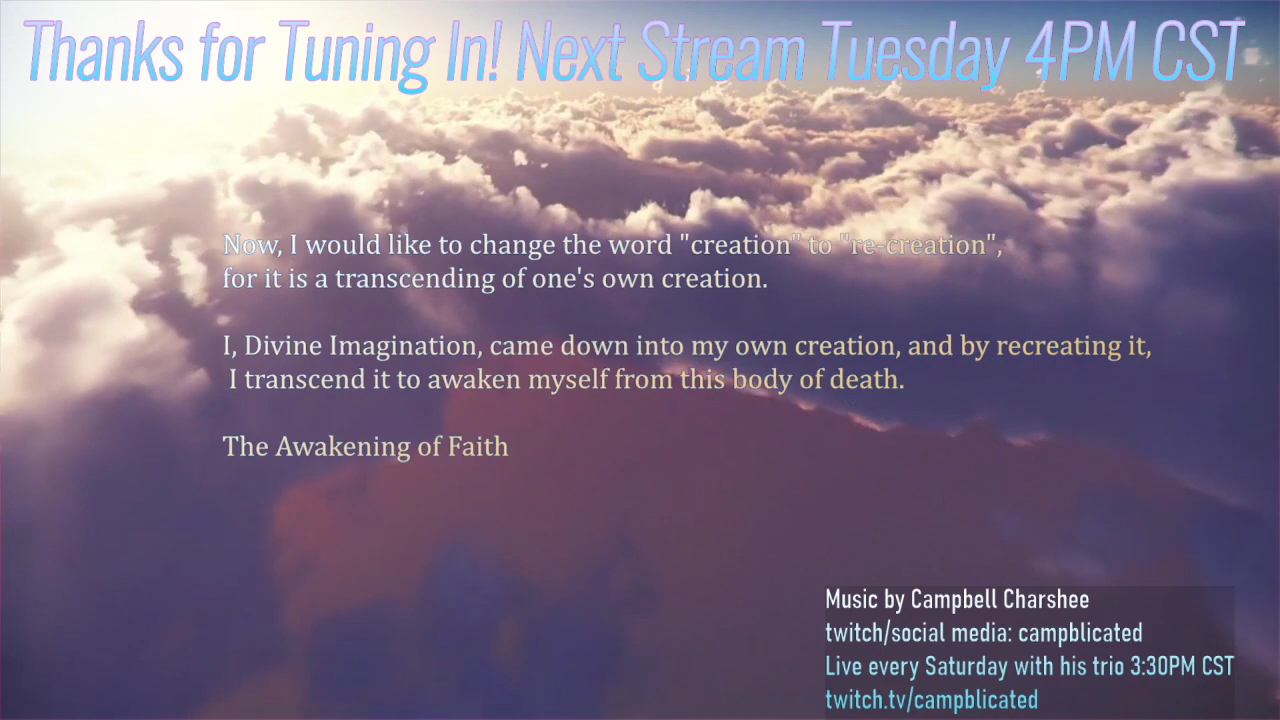 Thanks for Tuning In! Next Stream Tuesday 4PM CST
Now, I would like to change the word "creation" to "re-creation",
for it is a transcending of one's own creation.
I, Divine Imagination, came down into my own creation, and by recreating it,
I transcend it to awaken myself from this body of death.
The Awakening of Faith
Music by Campbell Charshee
twitch/social media: campblicated
Live every Saturday with his trio 3:30PM CST
twitch.tv/campblicated